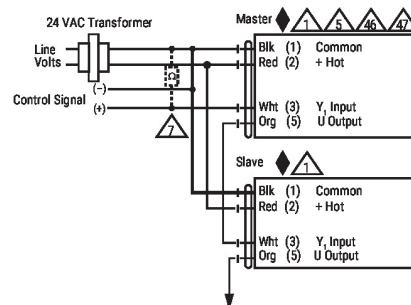 24 VAC Transformer
Master 1 5 46 47
Line Volts
Blk (1) Common
Red (2) + Hot
Ω
(−)
Control Signal
(+)
Wht (3) Y1 Input
Org (5) U Output
7
Slave 1
Blk (1) Common
Red (2) + Hot
Wht (3) Y1 Input
Org (5) U Output